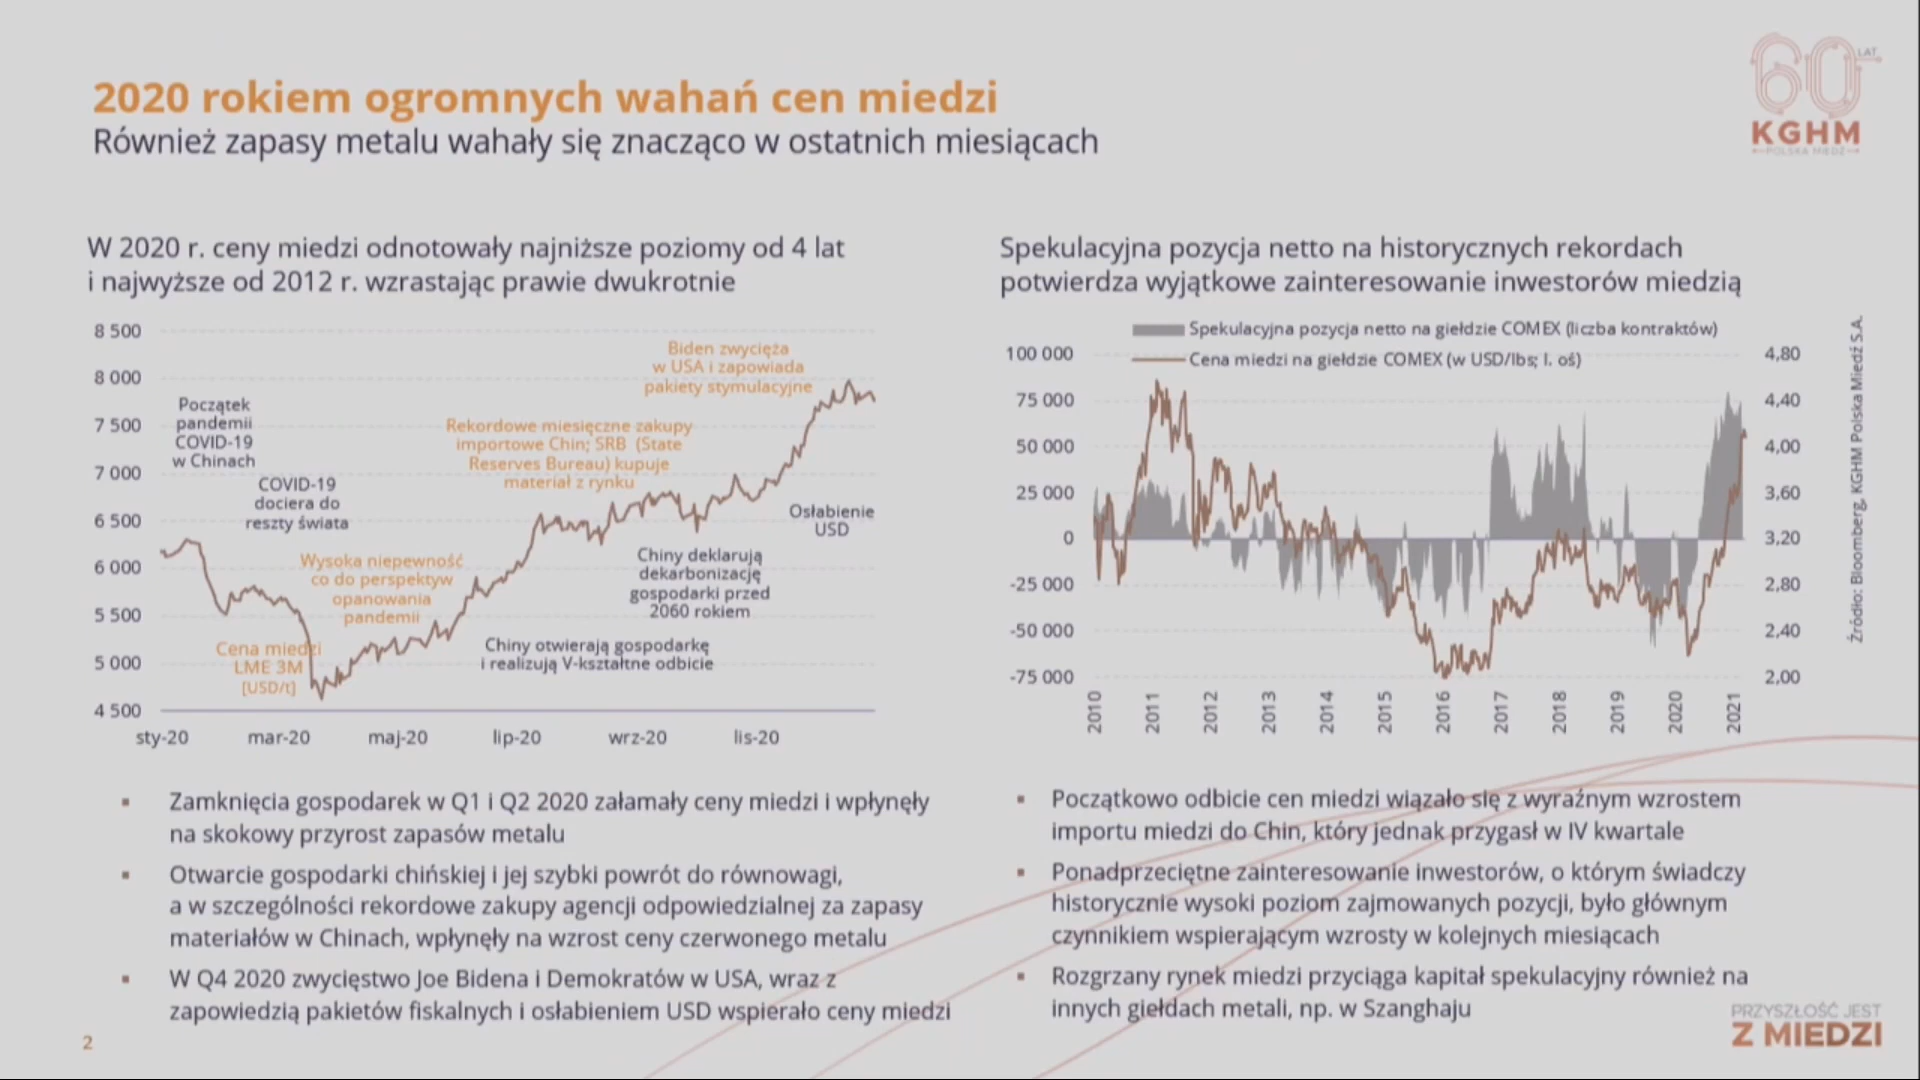 60 LAT
KGHM
POLSKA MIEDŹ
2020 rokiem ogromnych wahań cen miedzi
Również zapasy metalu wahały się znacząco w ostatnich miesiącach
W 2020 r. ceny miedzi odnotowały najniższe poziomy od 4 lat
i najwyższe od 2012 r. wzrastając prawie dwukrotnie
8 500
8 000
7 500
7 000
6 500
6 000
5 500
5 000
4 500
Początek
pandemii
COVID-19
w Chinach
COVID-19
dociera do
reszty świata
Wysoka niepewność
co do perspektyw
opanowania
pandemii
Cena miedzi
LME 3M
[USD/t]
Rekordowe miesięczne zakupy
importowe Chin; SRB (State
Reserves Bureau) kupuje
materiał z rynku
Biden zwycięża
w USA i zapowiada
pakiety stymulacyjne
Osłabienie
USD
Chiny deklarują
dekarbonizację
gospodarki przed
2060 rokiem
Chiny otwierają gospodarkę
i realizują V-kształtne odbicie
sty-20 mar-20 maj-20 lip-20 wrz-20 lis-20
Zamknięcia gospodarek w Q1 i Q2 2020 załamały ceny miedzi i wpłynęły
na skokowy przyrost zapasów metalu
Otwarcie gospodarki chińskiej i jej szybki powrót do równowagi,
a w szczególności rekordowe zakupy agencji odpowiedzialnej za zapasy
materiałów w Chinach, wpłynęły na wzrost ceny czerwonego metalu
W Q4 2020 zwycięstwo Joe Bidena i Demokratów w USA, wraz z
zapowiedzią pakietów fiskalnych i osłabieniem USD wspierało ceny miedzi
Spekulacyjna pozycja netto na historycznych rekordach
potwierdza wyjątkowe zainteresowanie inwestorów miedzią
Spekulacyjna pozycja netto na giełdzie COMEX (liczba kontraktów)
Cena miedzi na giełdzie COMEX (w USD/lbs; l. oś)
100 000
75 000
50 000
25 000
0
-25 000
-50 000
-75 000
4,80
4,40
4,00
3,60
3,20
2,80
2,40
2,00
2010 2011 2012 2013 2014 2015 2016 2017 2018 2019 2020 2021
Źródło: Bloomberg, KGHM Polska Miedź S.A.
Początkowo odbicie cen miedzi wiązało się z wyraźnym wzrostem
importu miedzi do Chin, który jednak przygasł w IV kwartale
Ponadprzeciętne zainteresowanie inwestorów, o którym świadczy
historycznie wysoki poziom zajmowanych pozycji, było głównym
czynnikiem wspierającym wzrosty w kolejnych miesiącach
Rozgrzany rynek miedzi przyciąga kapitał spekulacyjny również na
innych giełdach metali, np. w Szanghaju
2
PRZYSZŁOŚĆ JEST
Z MIEDZI